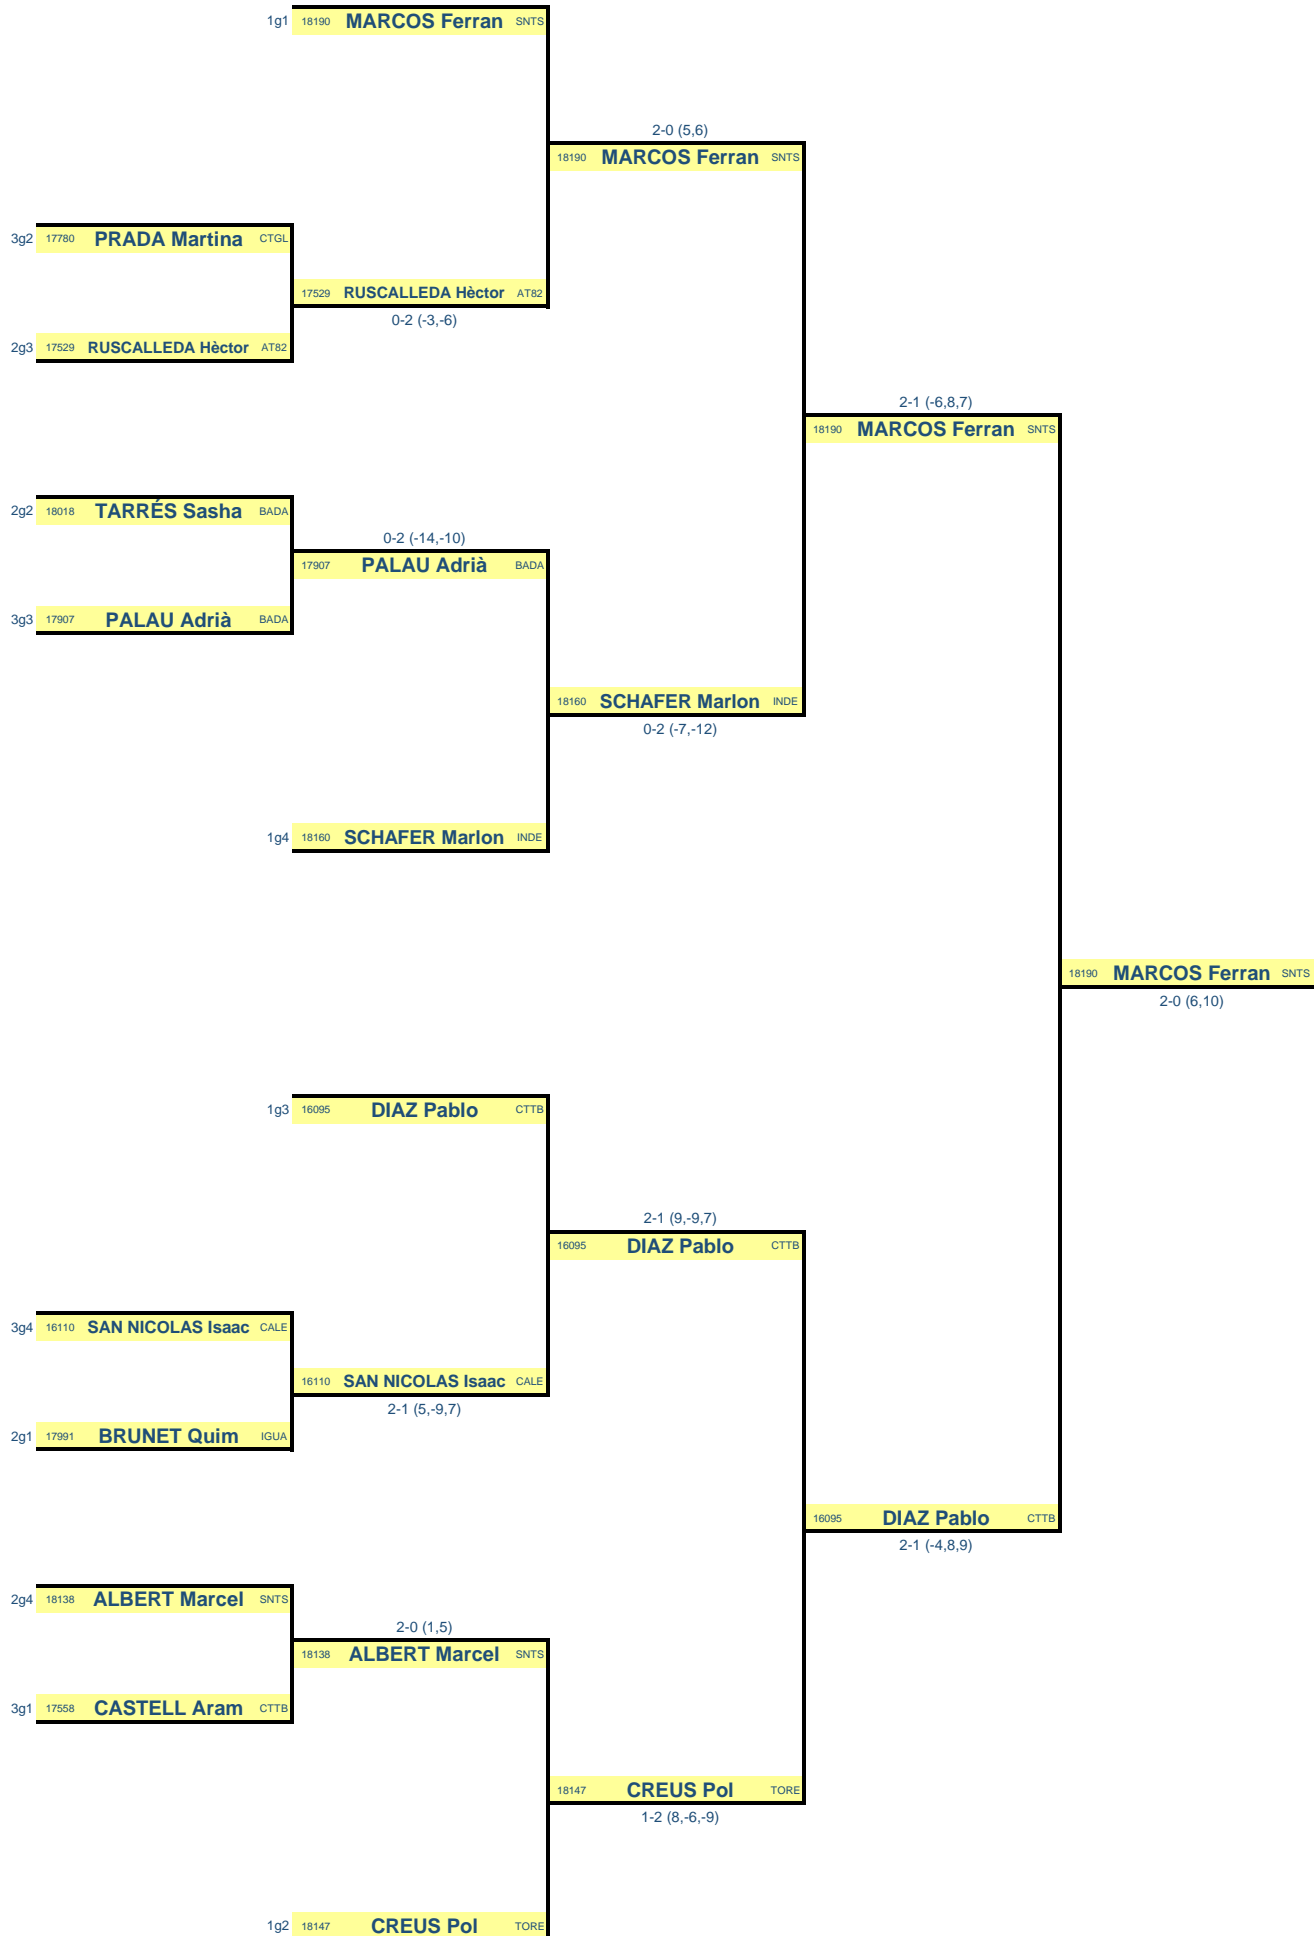 1g1 18190 MARCOS Ferran SNTS
2-0 (5,6)
18190 MARCOS Ferran SNTS
3g2 17780 PRADA Martina CTGL
17529 RUSCALLEDA Hèctor AT82
0-2 (-3,-6)
2g3 17529 RUSCALLEDA Hèctor AT82
2-1 (-6,8,7)
18190 MARCOS Ferran SNTS
2g2 18018 TARRÉS Sasha BADA
0-2 (-14,-10)
17907 PALAU Adrià BADA
3g3 17907 PALAU Adrià BADA
18160 SCHAFER Marlon INDE
0-2 (-7,-12)
1g4 18160 SCHAFER Marlon INDE
18190 MARCOS Ferran SNTS
2-0 (6,10)
1g3 16095 DIAZ Pablo CTTB
2-1 (9,-9,7)
16095 DIAZ Pablo CTTB
3g4 16110 SAN NICOLAS Isaac CALE
16110 SAN NICOLAS Isaac CALE
2-1 (5,-9,7)
2g1 17991 BRUNET Quim IGUA
16095 DIAZ Pablo CTTB
2-1 (-4,8,9)
2g4 18138 ALBERT Marcel SNTS
2-0 (1,5)
18138 ALBERT Marcel SNTS
3g1 17558 CASTELL Aram CTTB
18147 CREUS Pol TORE
1-2 (8,-6,-9)
1g2 18147 CREUS Pol TORE